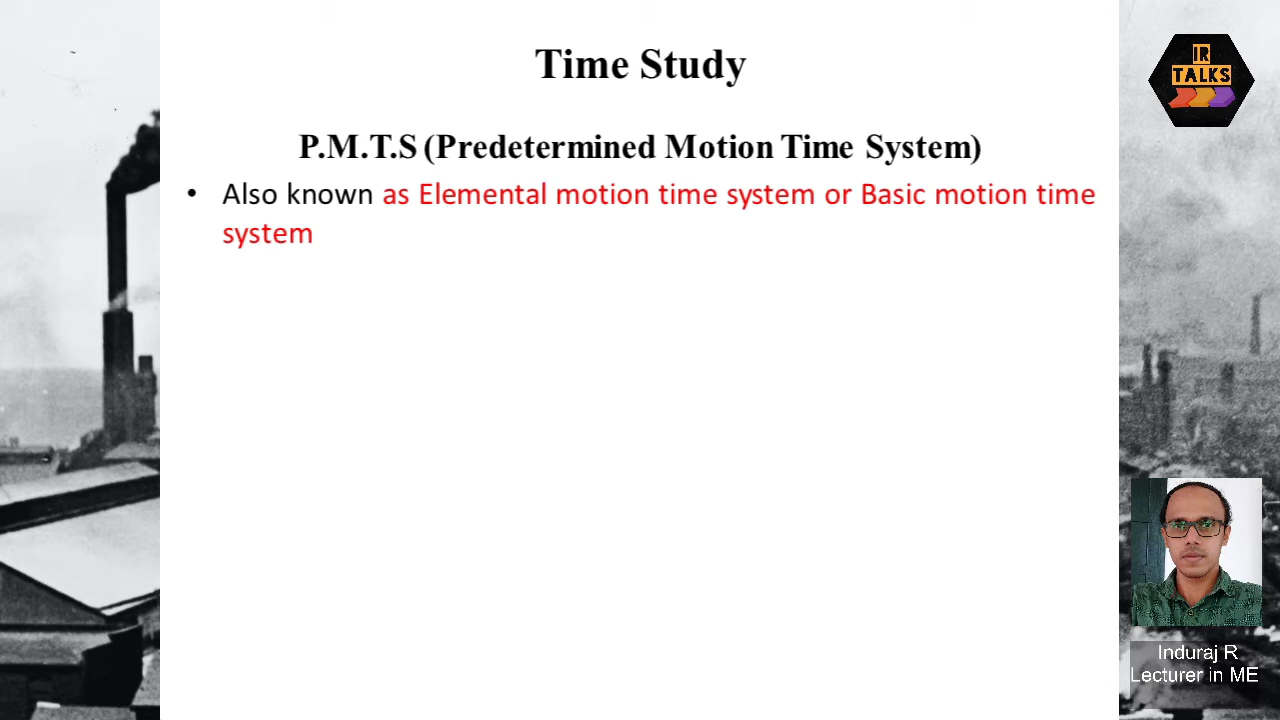 Time Study
IR
TALKS
P.M.T.S (Predetermined Motion Time System)
• Also known as Elemental motion time system or Basic motion time
system
Induraj R
Lecturer in ME